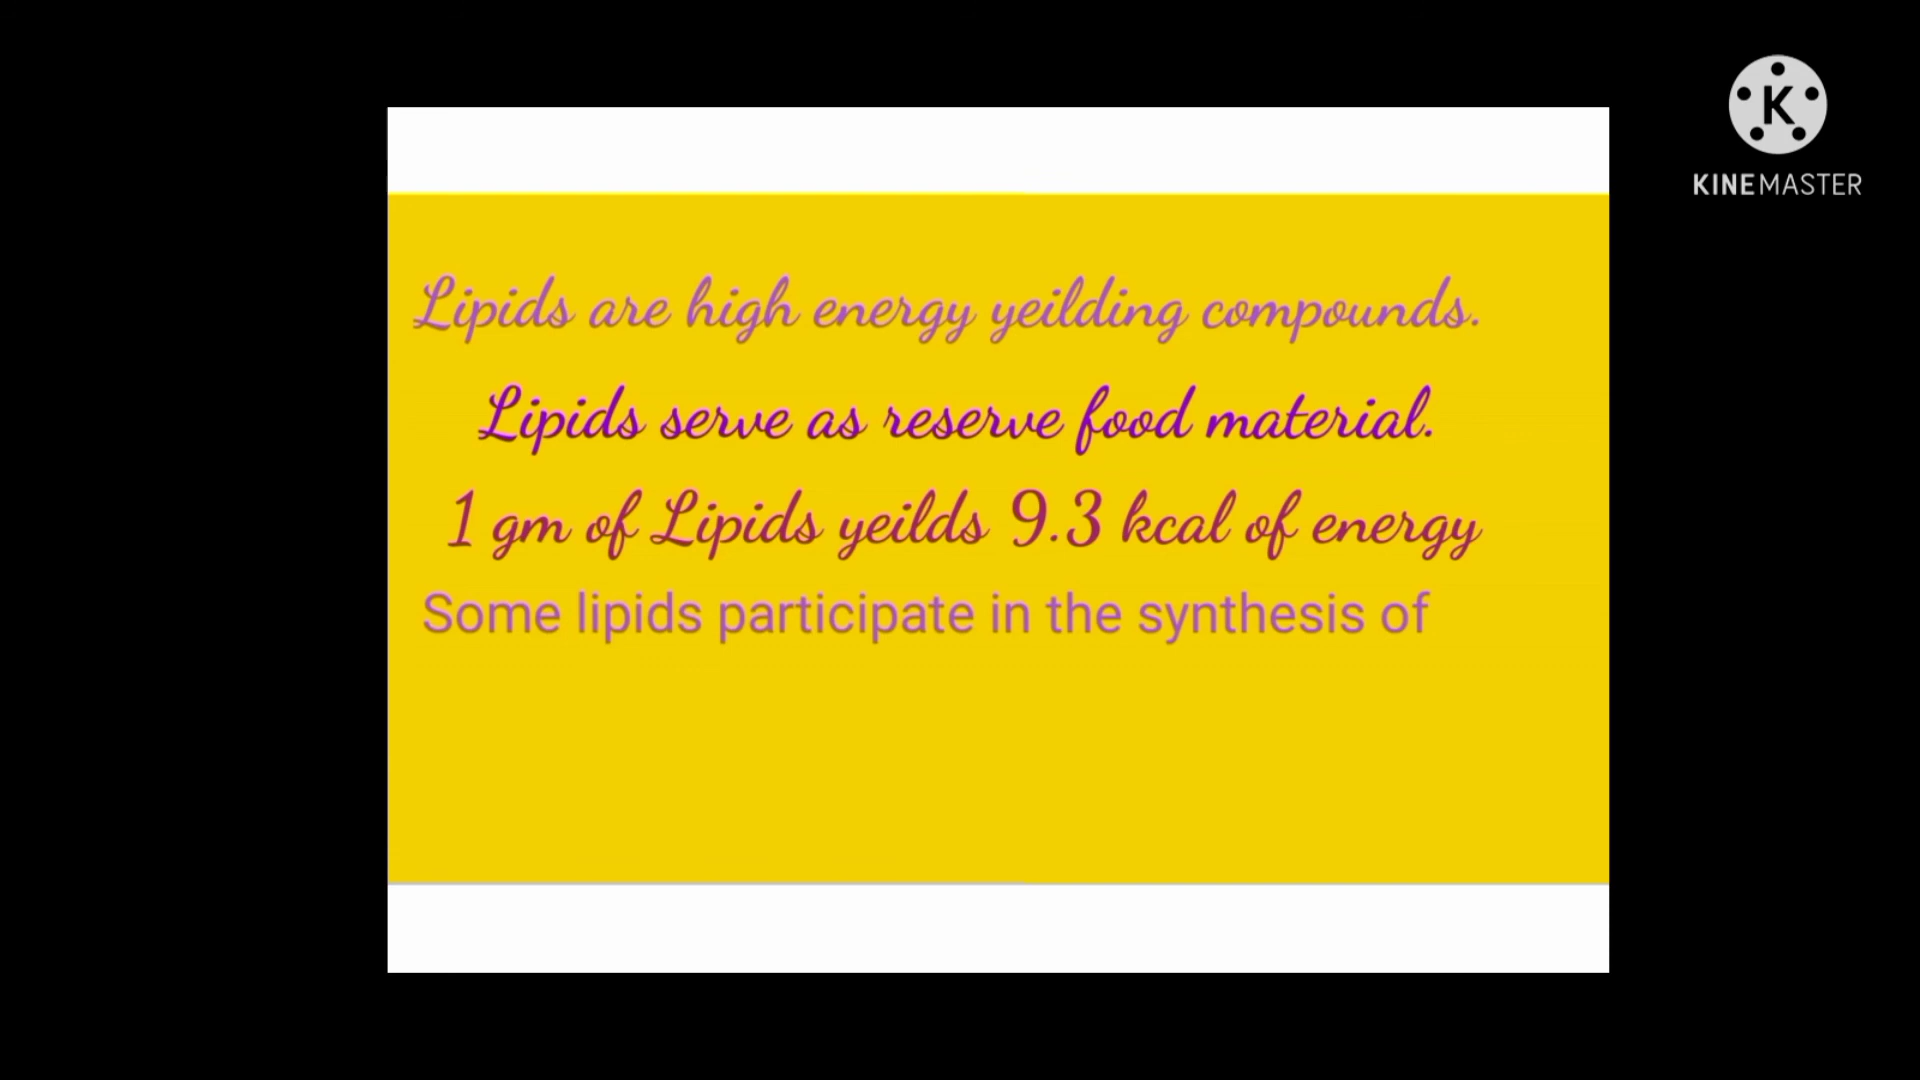 K
KINEMASTER
Lipids are high energy yeilding compounds.
Lipids serve as reserve food material.
1 gm of Lipids yeilds 9.3 kcal of energy
Some lipids participate in the synthesis of